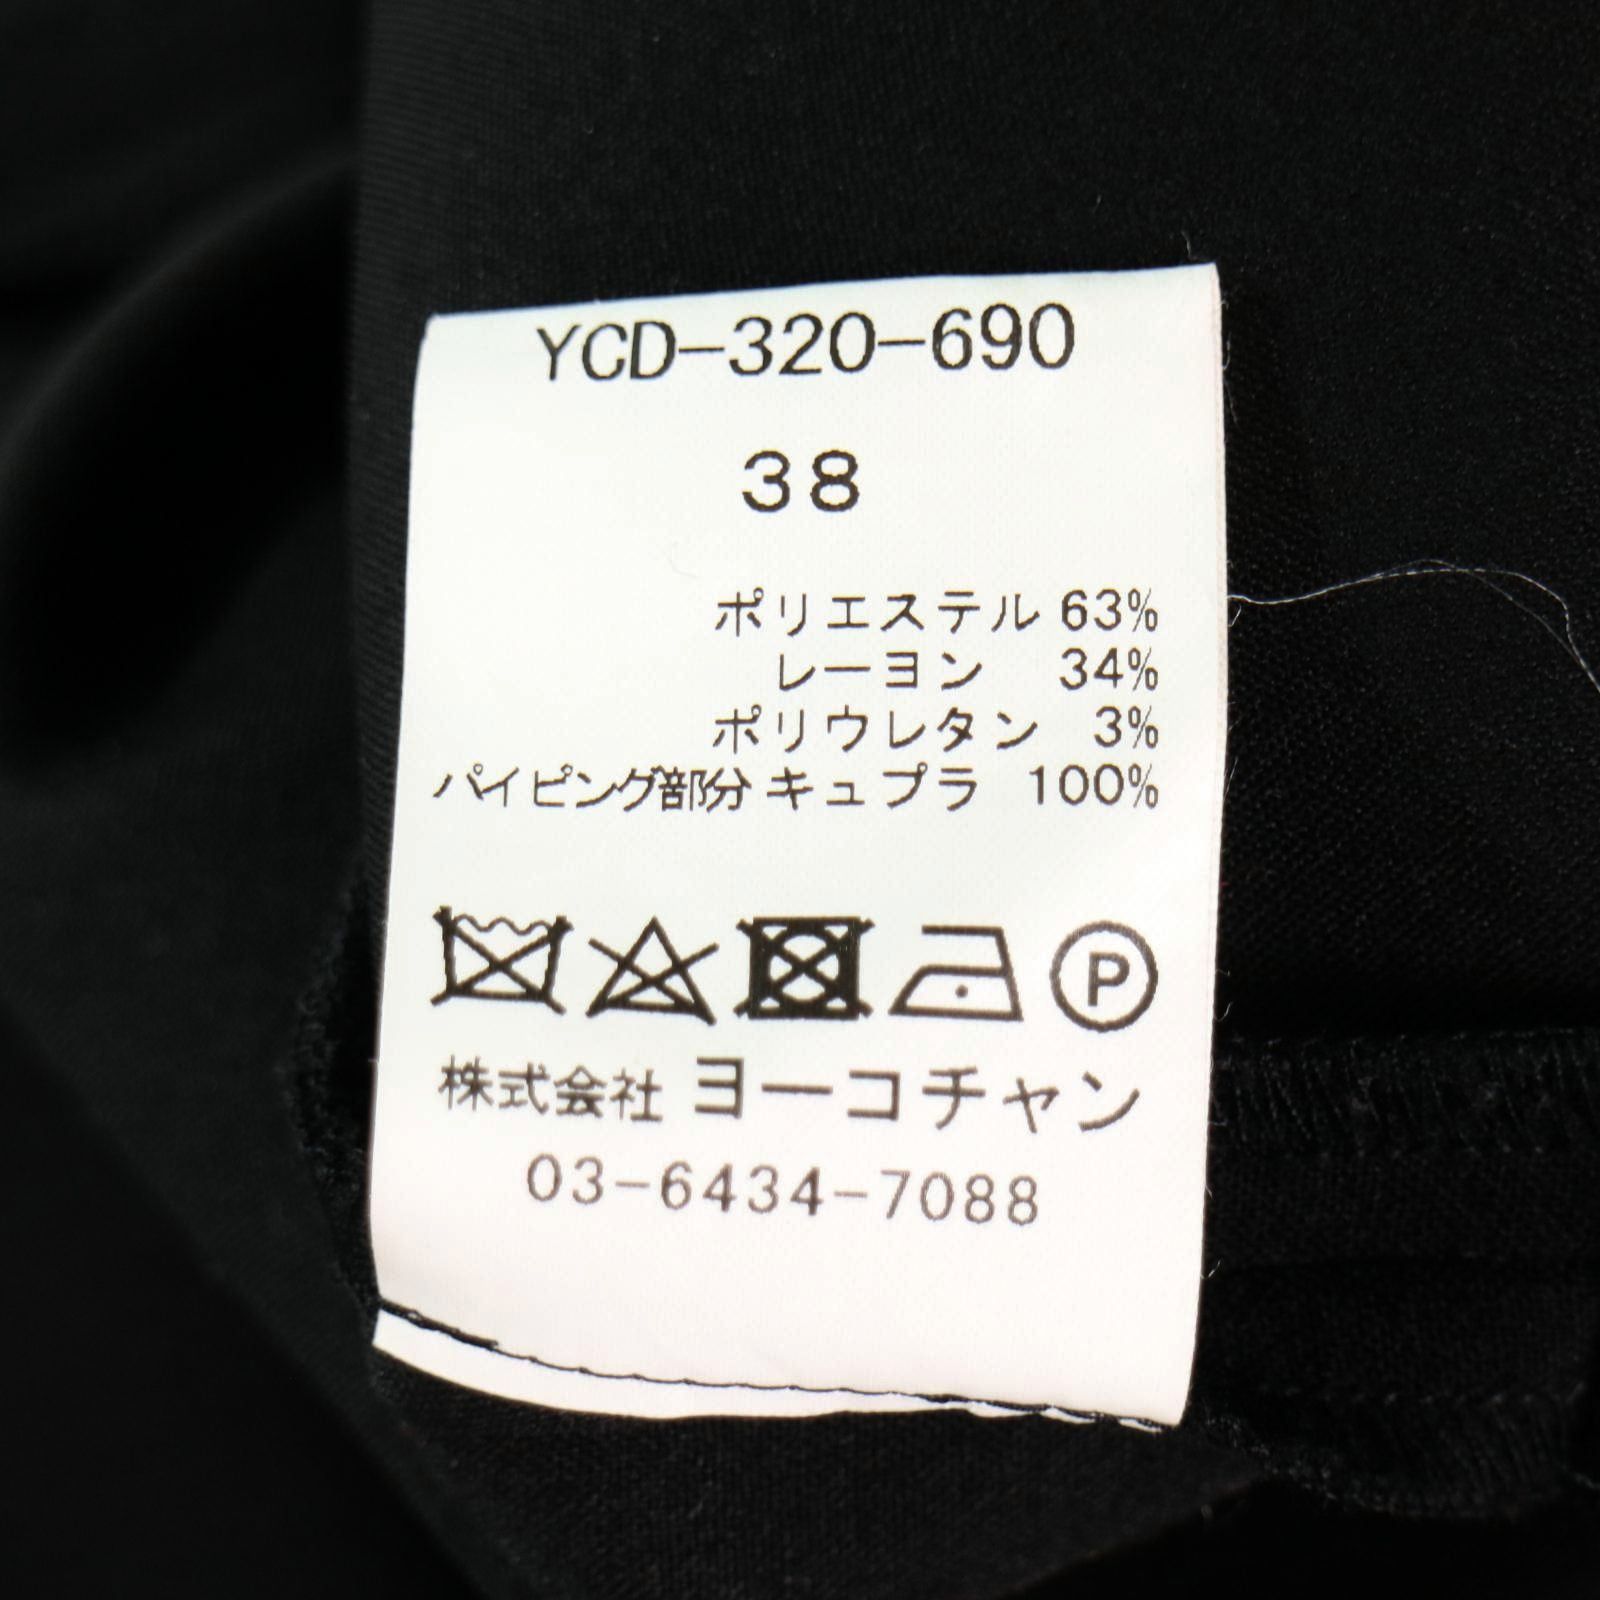 YCD-320-690
38
ポリエステル 63%
レーヨン 34%
ポリウレタン 3%
パイピング部分 キュプラ 100%
P
株式会社 ヨーコチャン
03-6434-7088